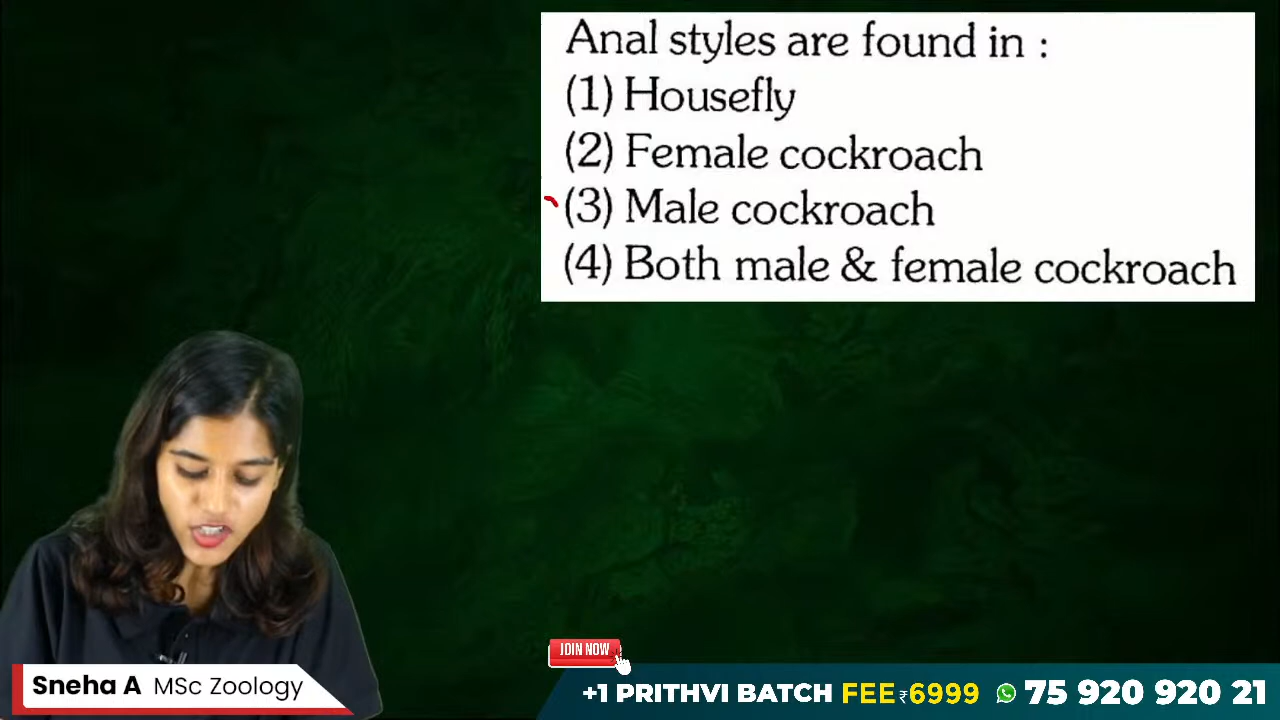 Anal styles are found in :
(1) Housefly
(2) Female cockroach
(3) Male cockroach
(4) Both male & female cockroach
JOIN NOW
Sneha A MSc Zoology
+1 PRITHVI BATCH FEE ₹6999 75 920 920 21